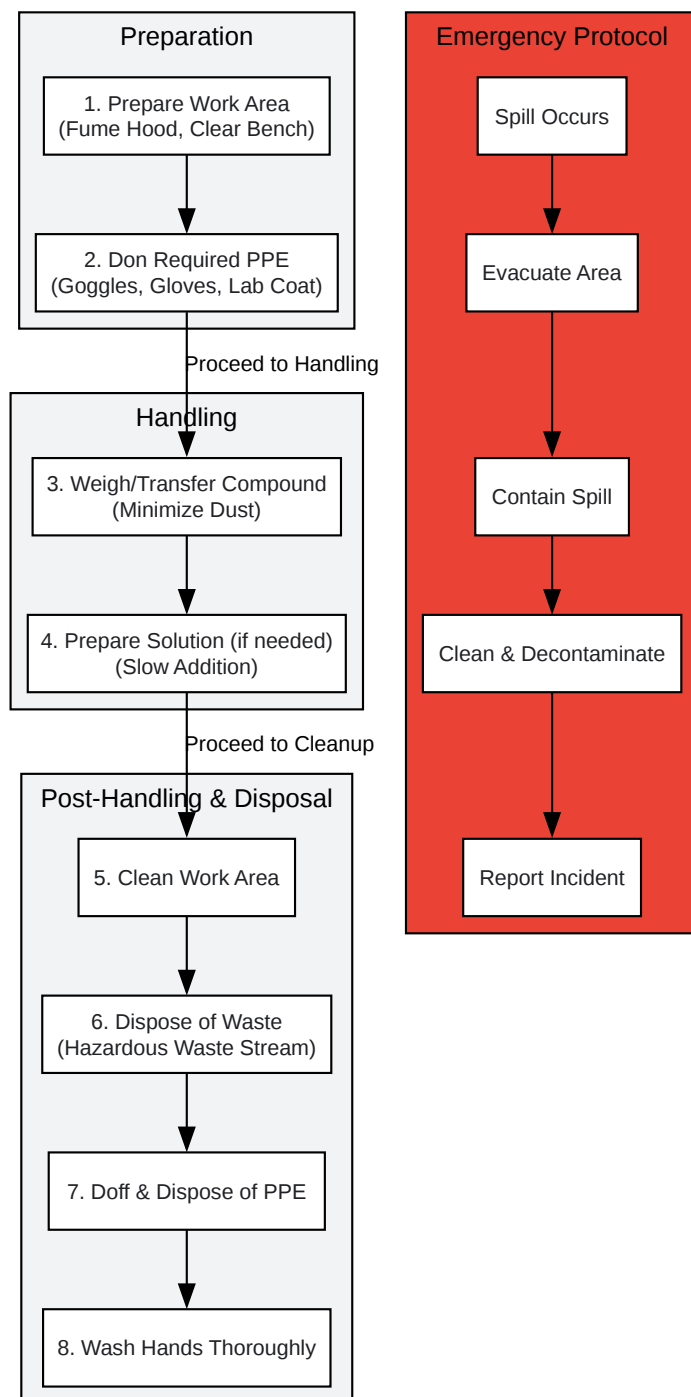 Preparation
1. Prepare Work Area
(Fume Hood, Clear Bench)
2. Don Required PPE
(Goggles, Gloves, Lab Coat)
Proceed to Handling
Handling
3. Weigh/Transfer Compound
(Minimize Dust)
4. Prepare Solution (if needed)
(Slow Addition)
Proceed to Cleanup
Post-Handling & Disposal
5. Clean Work Area
6. Dispose of Waste
(Hazardous Waste Stream)
7. Doff & Dispose of PPE
8. Wash Hands Thoroughly
Emergency Protocol
Spill Occurs
Evacuate Area
Contain Spill
Clean & Decontaminate
Report Incident